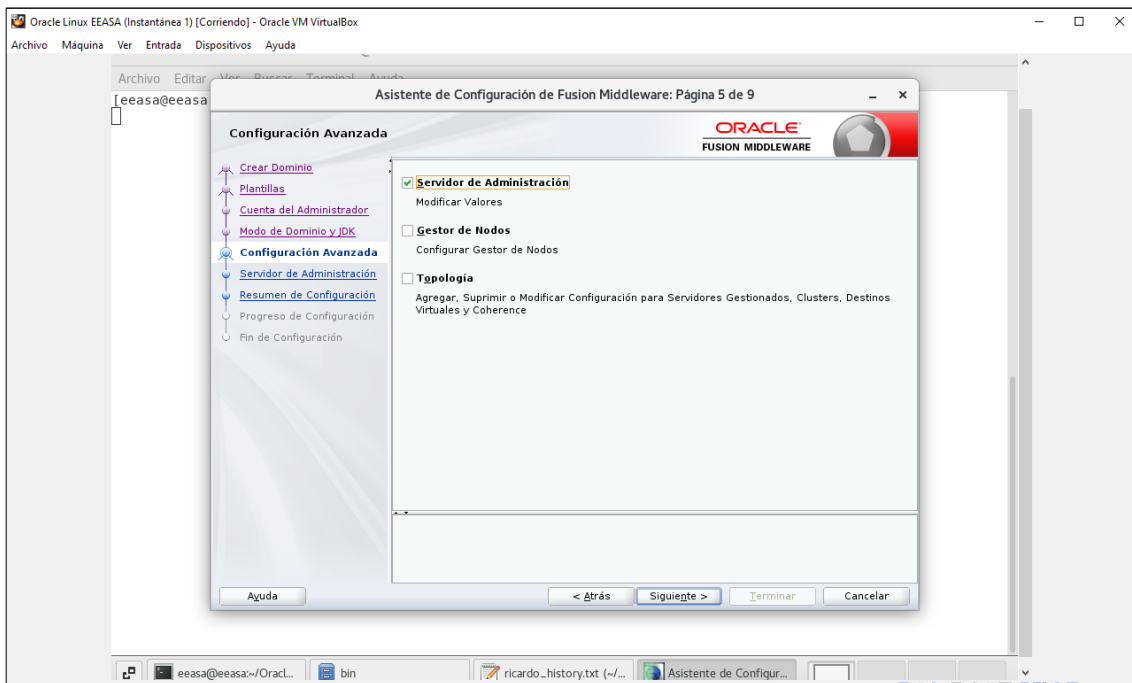 Oracle Linux EEASA (Instantánea 1) [Corriendo] - Oracle VM VirtualBox
Archivo Máquina Ver Entrada Dispositivos Ayuda
Archivo Editar Ver Buscar Terminal Ayuda
[eeasa@eeasa
Asistente de Configuración de Fusion Middleware: Página 5 de 9
Configuración Avanzada
ORACLE
FUSION MIDDLEWARE
Crear Dominio
Plantillas
Cuenta del Administrador
Modo de Dominio y JDK
Configuración Avanzada
Servidor de Administración
Resumen de Configuración
Progreso de Configuración
Fin de Configuración
Servidor de Administración
Modificar Valores
Gestor de Nodos
Configurar Gestor de Nodos
Topología
Agregar, Suprimir o Modificar Configuración para Servidores Gestionados, Clusters, Destinos
Virtuales y Coherence
Ayuda
< Atrás
Siguiente >
Terminar
Cancelar
eeasa@eeasa:~/Oracl...
bin
ricardo_history.txt (~/...
Asistente de Configur...